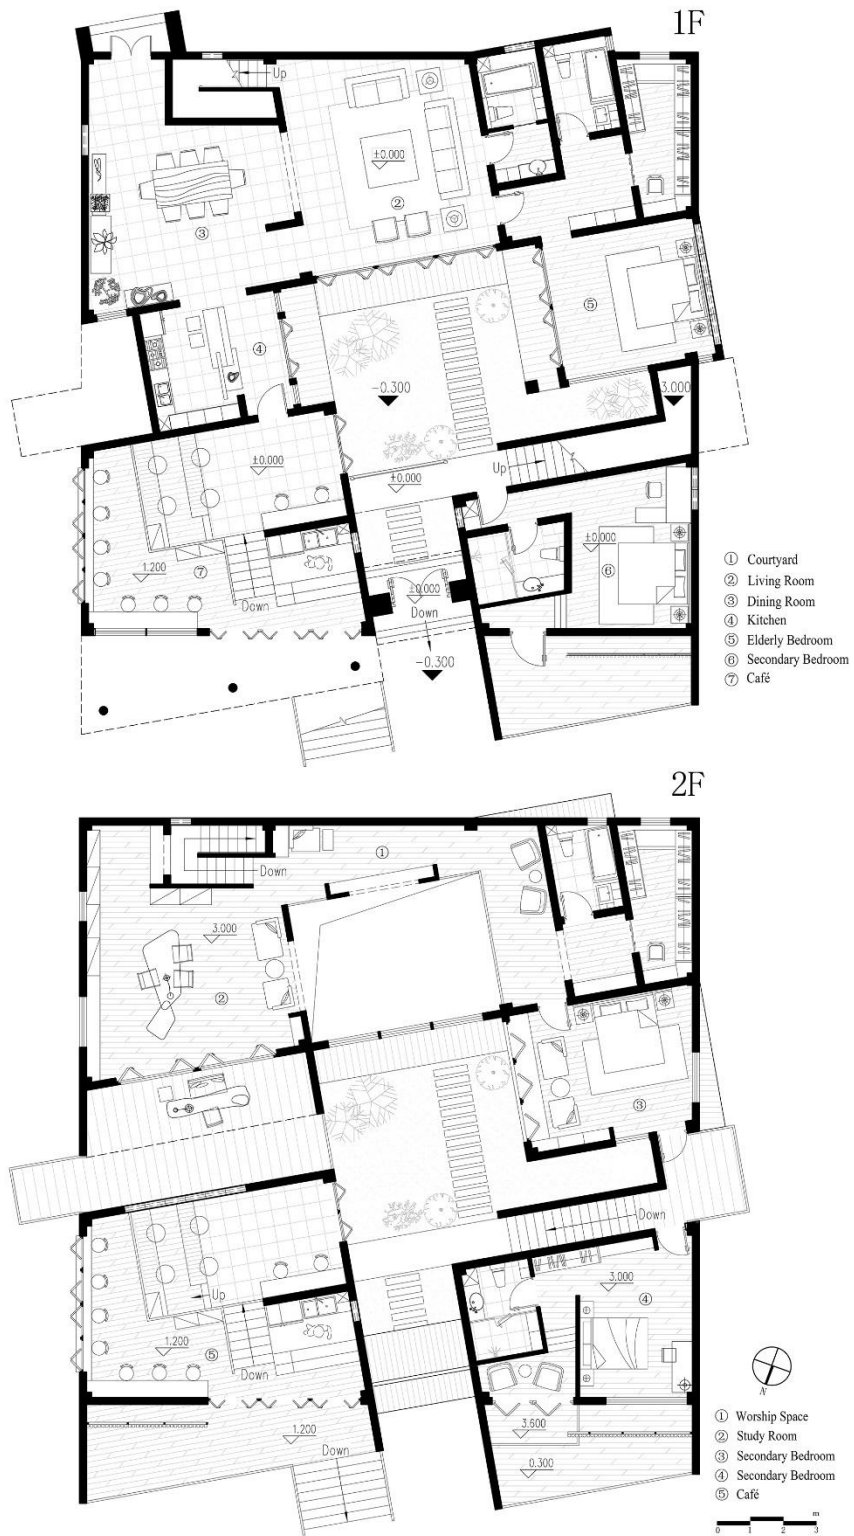 1F
Up
±0.000
②
③
⑤
④
-0.300
3.000
±0.000
Up
±0.000
±0.000
1.200
⑦
⑥
Down
±0.000
Down
-0.300
① Courtyard
② Living Room
③ Dining Room
④ Kitchen
⑤ Elderly Bedroom
⑥ Secondary Bedroom
⑦ Café
2F
①
Down
3.000
②
③
Down
Up
3.000
④
1.200
⑤
Down
3.600
1.200
Down
0.300
N
① Worship Space
② Study Room
③ Secondary Bedroom
④ Secondary Bedroom
⑤ Café
m
0 1 2 3